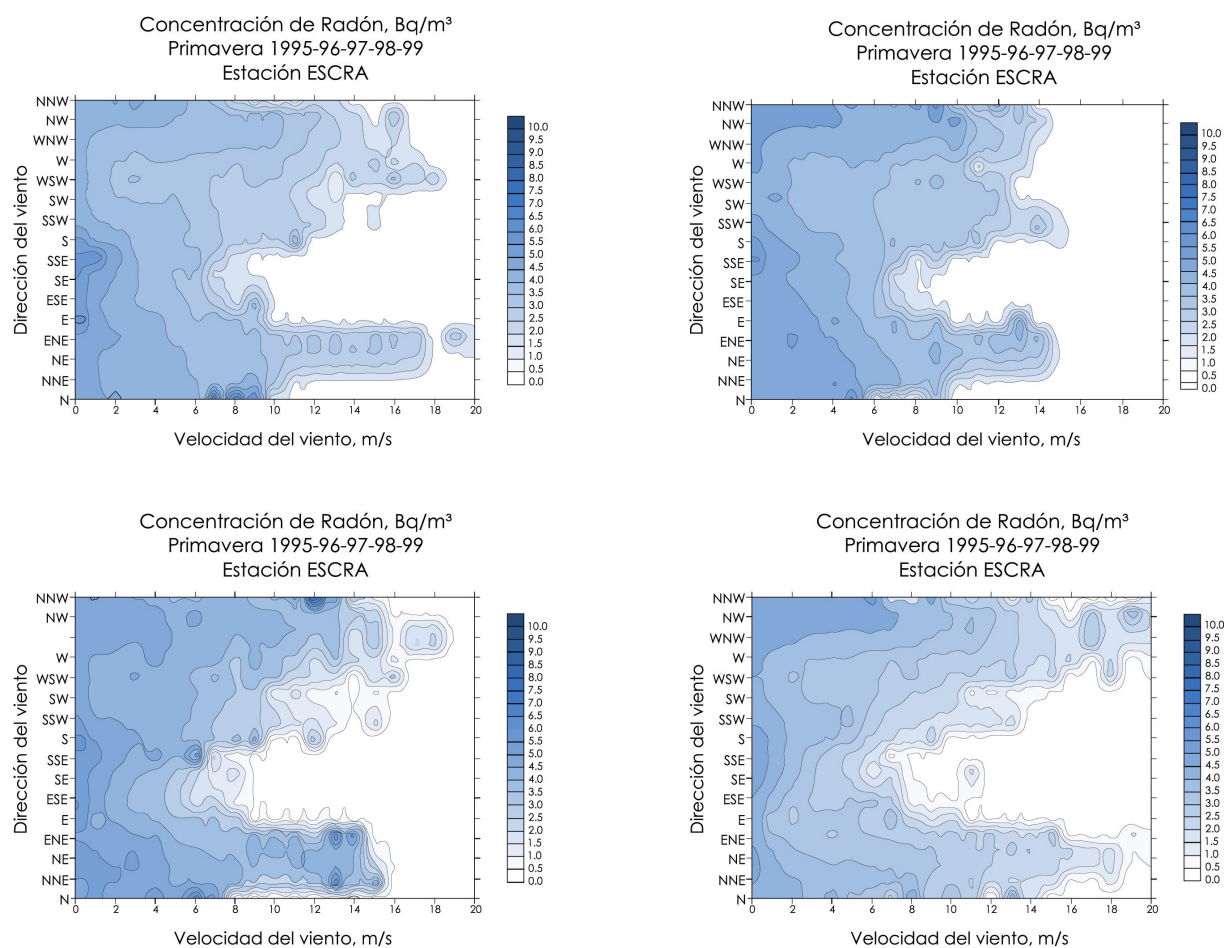 Concentración de Radón, Bq/m³
Primavera 1995-96-97-98-99
Estación ESCRA
Dirección del viento
NNW
NW
WNW
W
WSW
SW
SSW
S
SSE
SE
ESE
E
ENE
NE
NNE
N
0 2 4 6 8 10 12 14 16 18 20
Velocidad del viento, m/s
10.0
9.5
9.0
8.5
8.0
7.5
7.0
6.5
6.0
5.5
5.0
4.5
4.0
3.5
3.0
2.5
2.0
1.5
1.0
0.5
0.0
Concentración de Radón, Bq/m³
Primavera 1995-96-97-98-99
Estación ESCRA
Dirección del viento
NNW
NW
WNW
W
WSW
SW
SSW
S
SSE
SE
ESE
E
ENE
NE
NNE
N
0 2 4 6 8 10 12 14 16 18 20
Velocidad del viento, m/s
10.0
9.5
9.0
8.5
8.0
7.5
7.0
6.5
6.0
5.5
5.0
4.5
4.0
3.5
3.0
2.5
2.0
1.5
1.0
0.5
0.0
Concentración de Radón, Bq/m³
Primavera 1995-96-97-98-99
Estación ESCRA
Dirección del viento
NNW
NW
W
WSW
SW
SSW
S
SSE
SE
ESE
E
ENE
NE
NNE
N
0 2 4 6 8 10 12 14 16 18 20
Velocidad del viento, m/s
10.0
9.5
9.0
8.5
8.0
7.5
7.0
6.5
6.0
5.5
5.0
4.5
4.0
3.5
3.0
2.5
2.0
1.5
1.0
0.5
0.0
Concentración de Radón, Bq/m³
Primavera 1995-96-97-98-99
Estación ESCRA
Dirección del viento
NNW
NW
WNW
W
WSW
SW
SSW
S
SSE
SE
ESE
E
ENE
NE
NNE
N
0 2 4 6 8 10 12 14 16 18 20
Velocidad del viento, m/s
10.0
9.5
9.0
8.5
8.0
7.5
7.0
6.5
6.0
5.5
5.0
4.5
4.0
3.5
3.0
2.5
2.0
1.5
1.0
0.5
0.0